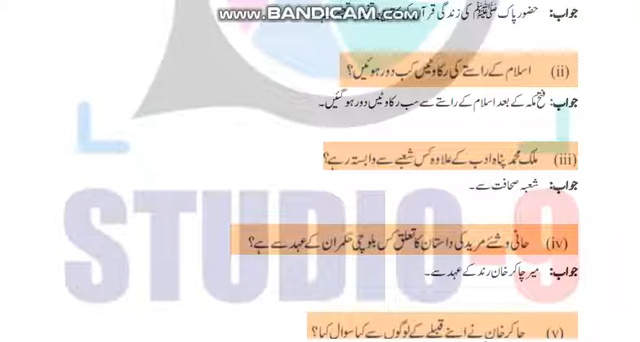 www.BANDICAM.com
جواب: حضور پاک ﷺ کی زندگی قرآن
(ii) اسلام کے راستے کی رکاوٹیں کب دور ہوئیں؟
جواب: فتح مکہ کے بعد اسلام کے راستے سے سب رکاوٹیں دور ہو گئیں۔
(iii) ملک محمد پناہ ادب کے علاوہ کس شعبے سے وابستہ رہے؟
جواب: شعبہ صحافت سے۔
STUDIO-9
(iv) حانی و شئے مرید کی داستان کا تعلق کس بلوچی حکمران کے عہد سے ہے؟
جواب: میر چاکر خان رند کے عہد سے۔
(v) چاکر خان نے اپنے قبیلے کے لوگوں سے کیا سوال کیا؟